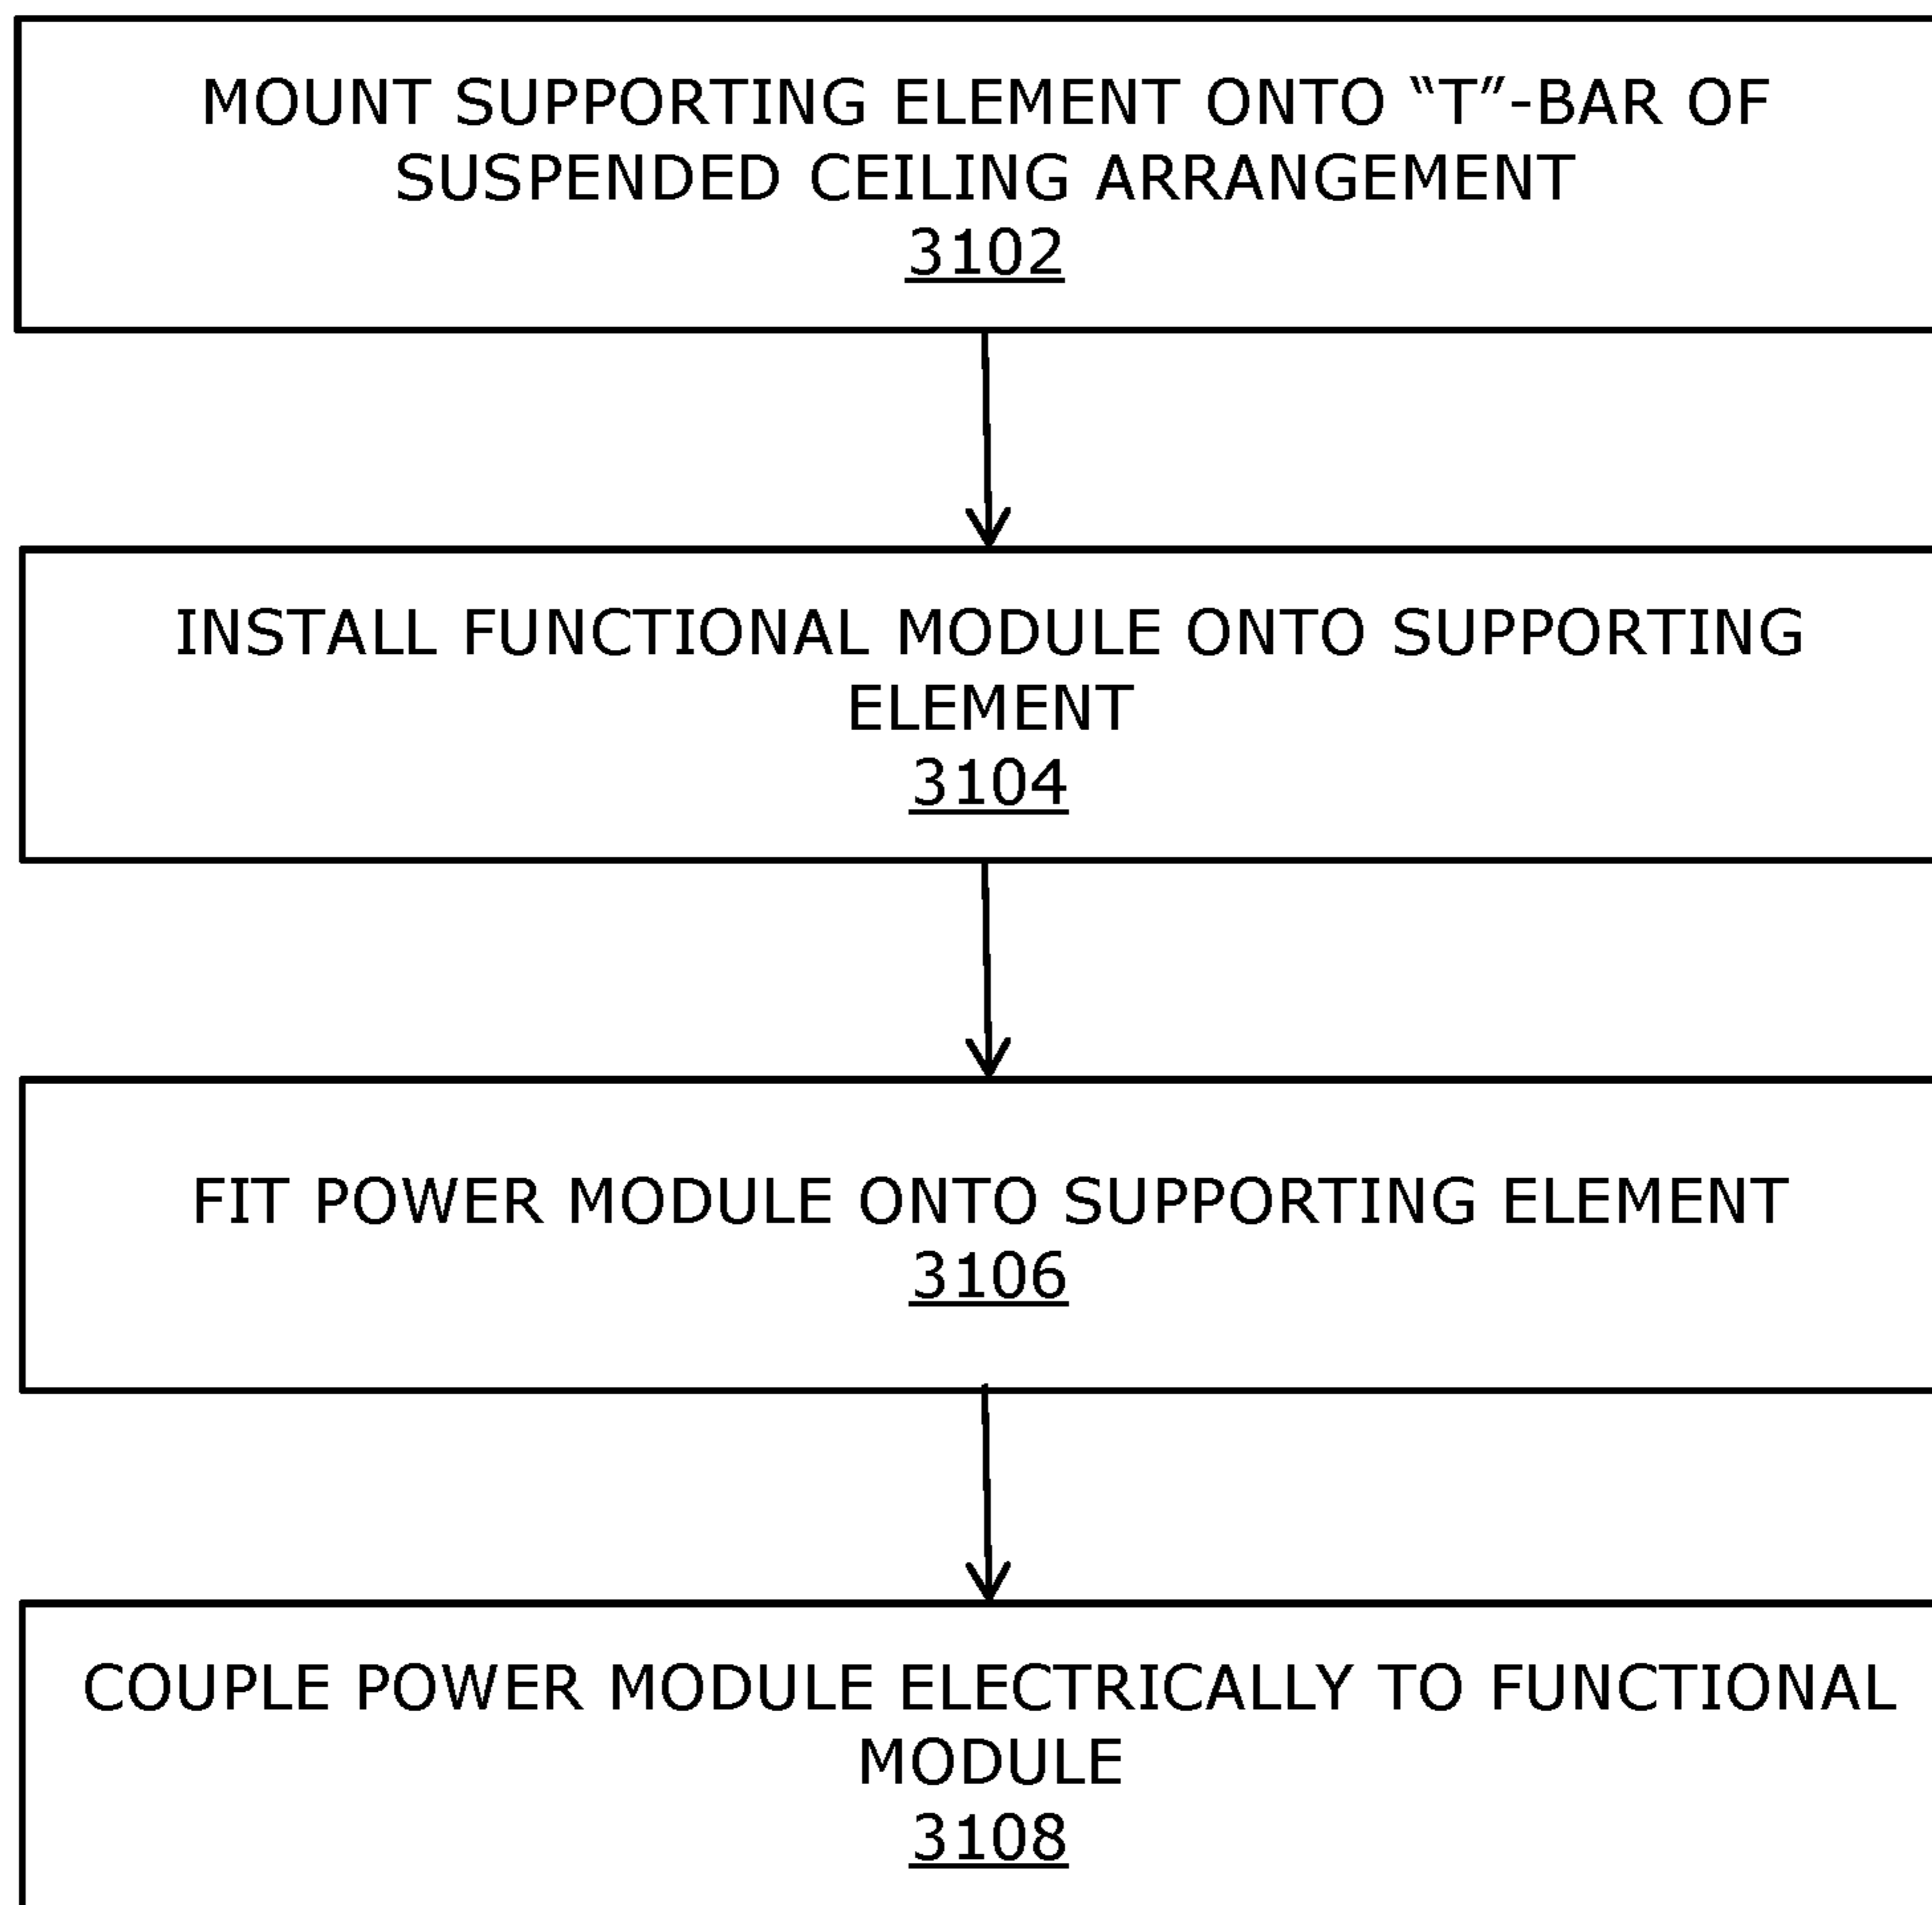 MOUNT SUPPORTING ELEMENT ONTO “T”-BAR OF
SUSPENDED CEILING ARRANGEMENT
3102
INSTALL FUNCTIONAL MODULE ONTO SUPPORTING
ELEMENT
3104
FIT POWER MODULE ONTO SUPPORTING ELEMENT
3106
COUPLE POWER MODULE ELECTRICALLY TO FUNCTIONAL
MODULE
3108